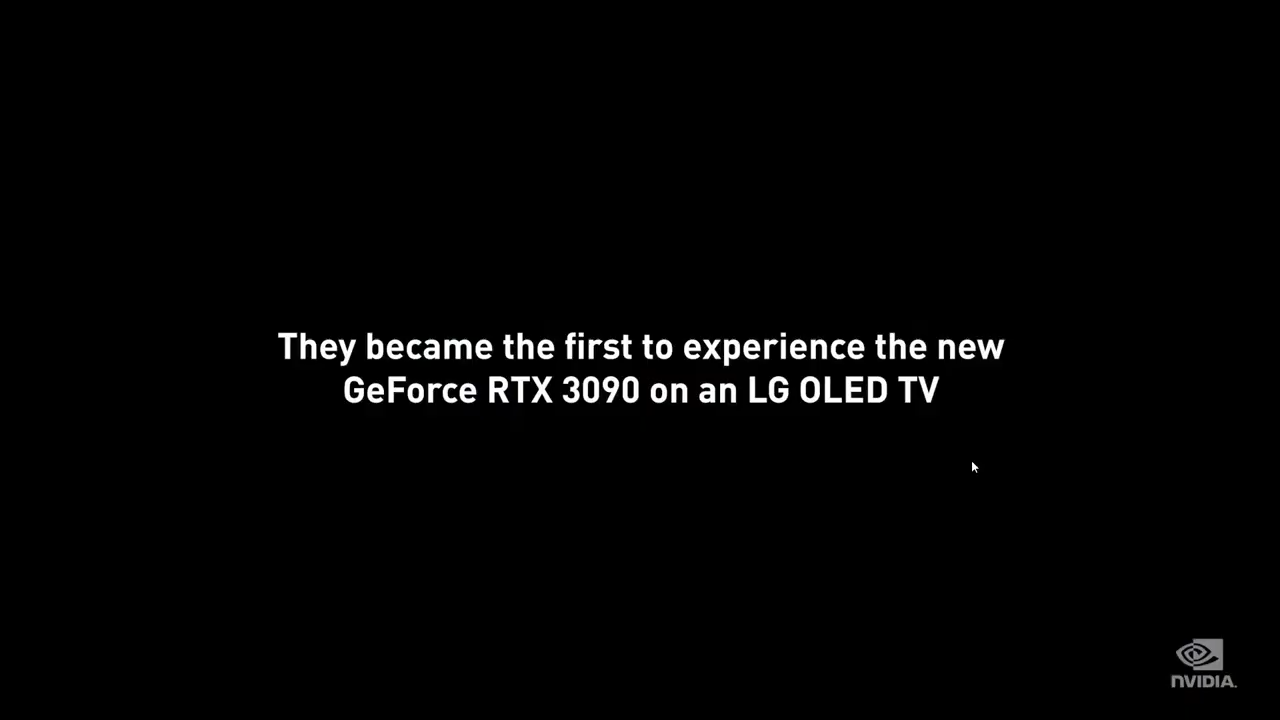 They became the first to experience the new
GeForce RTX 3090 on an LG OLED TV
NVIDIA.